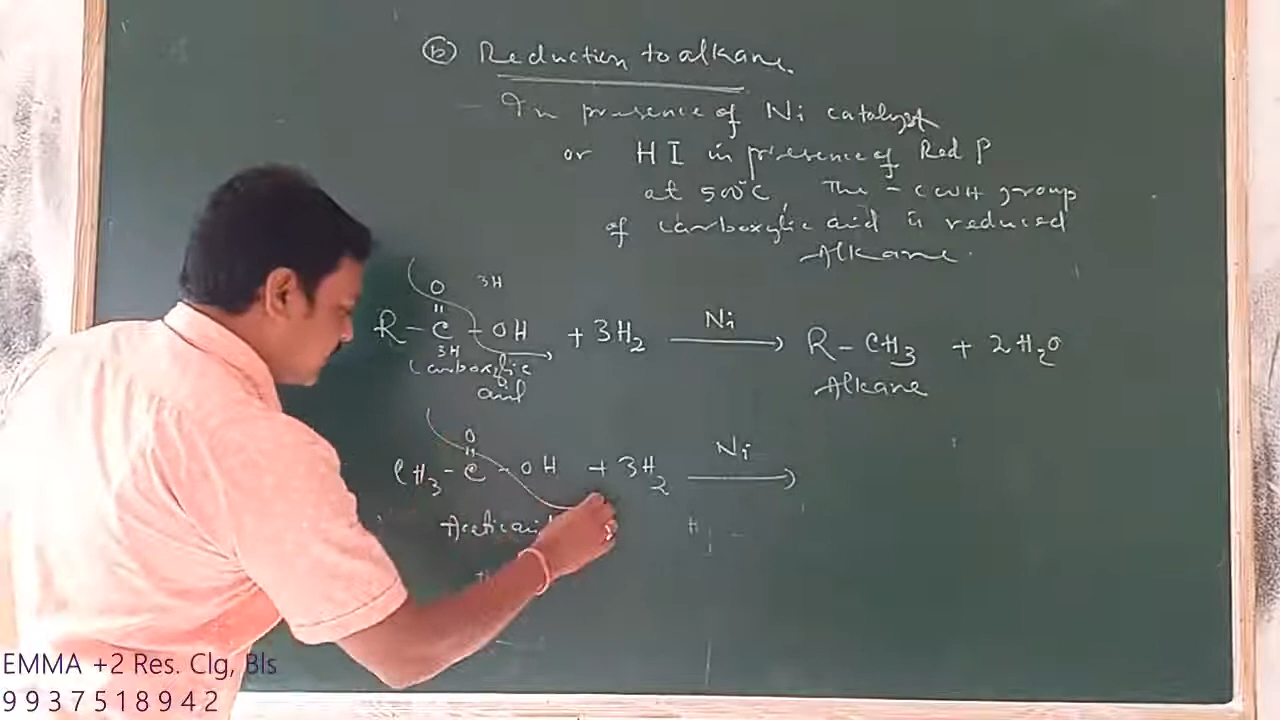 (b) Reduction to alkane.
- In presence of Ni catalyst
or HI in presence of Red P
at 500°C, The -COOH group
of carboxylic acid is reduced
Alkane.
O 3H
||
R-C-OH + 3H2 Ni → R-CH3 + 2H2O
3H
Carboxylic Alkane
acid
O
||
CH3-C-OH + 3H2 Ni →
Acetic acid
EMMA +2 Res. Clg, Bls
9937518942